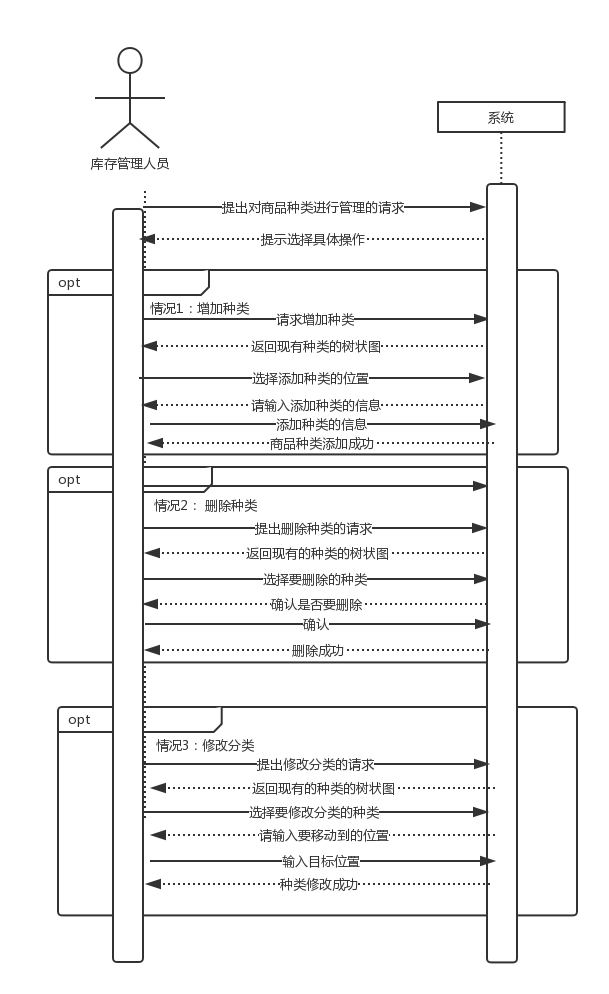 系统
库存管理人员
提出对商品种类进行管理的请求
提示选择具体操作
opt
情况1：增加种类
请求增加种类
返回现有种类的树状图
选择添加种类的位置
请输入添加种类的信息
添加种类的信息
商品种类添加成功
opt
情况2： 删除种类
提出删除种类的请求
返回现有的种类的树状图
选择要删除的种类
确认是否要删除
确认
删除成功
opt
情况3：修改分类
提出修改分类的请求
返回现有的种类的树状图
选择要修改分类的种类
请输入要移动到的位置
输入目标位置
种类修改成功